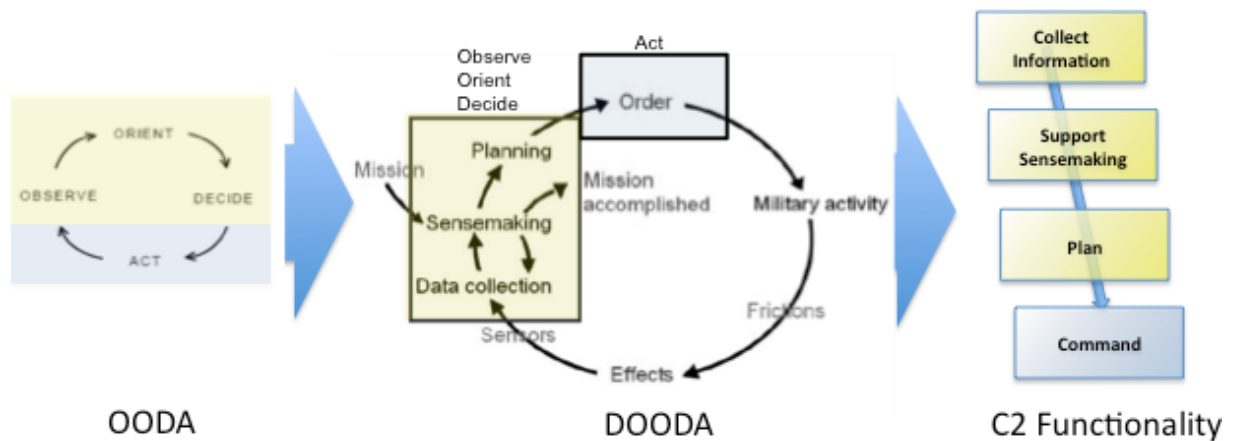 ORIENT
OBSERVE
DECIDE
ACT
OODA
Observe
Orient
Decide
Act
Order
Planning
Mission
Mission
accomplished
Military activity
Sensemaking
Data collection
Sensors
Frictions
Effects
DOODA
Collect
Information
Support
Sensemaking
Plan
Command
C2 Functionality